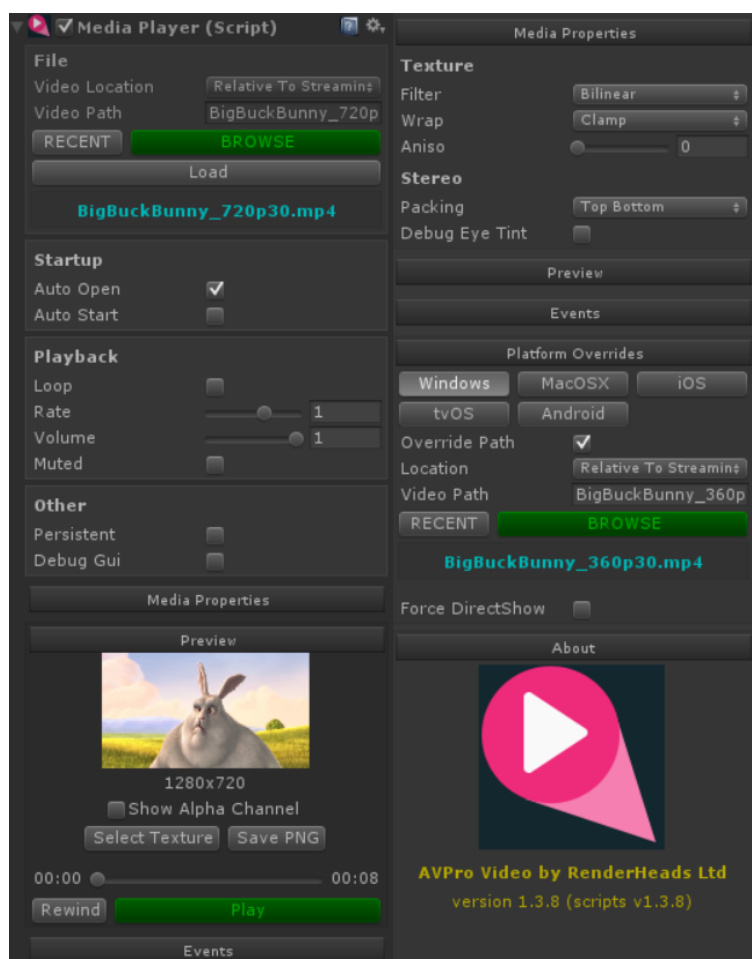 Media Player (Script)
File
Video Location Relative To Streamin
Video Path BigBuckBunny_720p
RECENT BROWSE
Load
BigBuckBunny_720p30.mp4
Startup
Auto Open
Auto Start
Playback
Loop
Rate 1
Volume 1
Muted
Other
Persistent
Debug Gui
Media Properties
Preview
1280x720
Show Alpha Channel
Select Texture Save PNG
00:00 00:08
Rewind Play
Events
Media Properties
Texture
Filter Bilinear
Wrap Clamp
Aniso 0
Stereo
Packing Top Bottom
Debug Eye Tint
Preview
Events
Platform Overrides
Windows MacOSX iOS
tvOS Android
Override Path
Location Relative To Streamin
Video Path BigBuckBunny_360p
RECENT BROWSE
BigBuckBunny_360p30.mp4
Force DirectShow
About
AVPro Video by RenderHeads Ltd
version 1.3.8 (scripts v1.3.8)